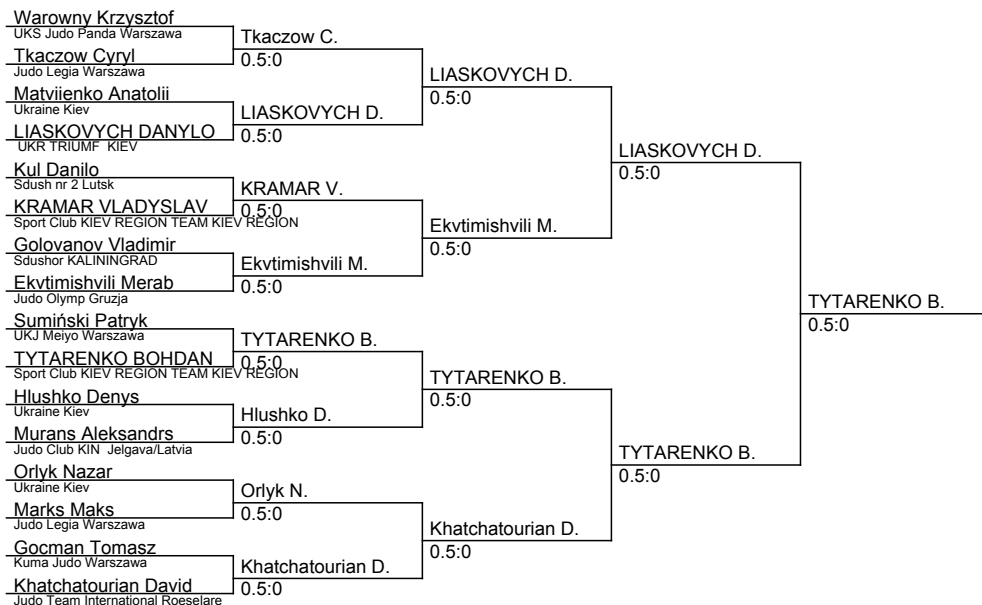 Warowny Krzysztof
UKS Judo Panda Warszawa
Tkaczow Cyryl
Judo Legia Warszawa
Matviienko Anatolii
Ukraine Kiev
LIASKOVYCH DANYLO
UKR TRIUMF KIEV
Kul Danilo
Sdush nr 2 Lutsk
KRAMAR VLADYSLAV
Sport Club KIEV REGION TEAM KIEV REGION
Golovanov Vladimir
Sdushor KALININGRAD
Ekvtimishvili Merab
Judo Olymp Gruzja
Sumiński Patryk
UKJ Meiyo Warszawa
TYTARENKO BOHDAN
Sport Club KIEV REGION TEAM KIEV REGION
Hlushko Denys
Ukraine Kiev
Murans Aleksandrs
Judo Club KIN Jelgava/Latvia
Orlyk Nazar
Ukraine Kiev
Marks Maks
Judo Legia Warszawa
Gocman Tomasz
Kuma Judo Warszawa
Khatchatourian David
Judo Team International Roeselare
Tkaczow C.
0.5:0
LIASKOVYCH D.
0.5:0
KRAMAR V.
0.5:0
Ekvtimishvili M.
0.5:0
TYTARENKO B.
0.5:0
Hlushko D.
0.5:0
Orlyk N.
0.5:0
Khatchatourian D.
0.5:0
LIASKOVYCH D.
0.5:0
Ekvtimishvili M.
0.5:0
TYTARENKO B.
0.5:0
Khatchatourian D.
0.5:0
LIASKOVYCH D.
0.5:0
TYTARENKO B.
0.5:0
TYTARENKO B.
0.5:0